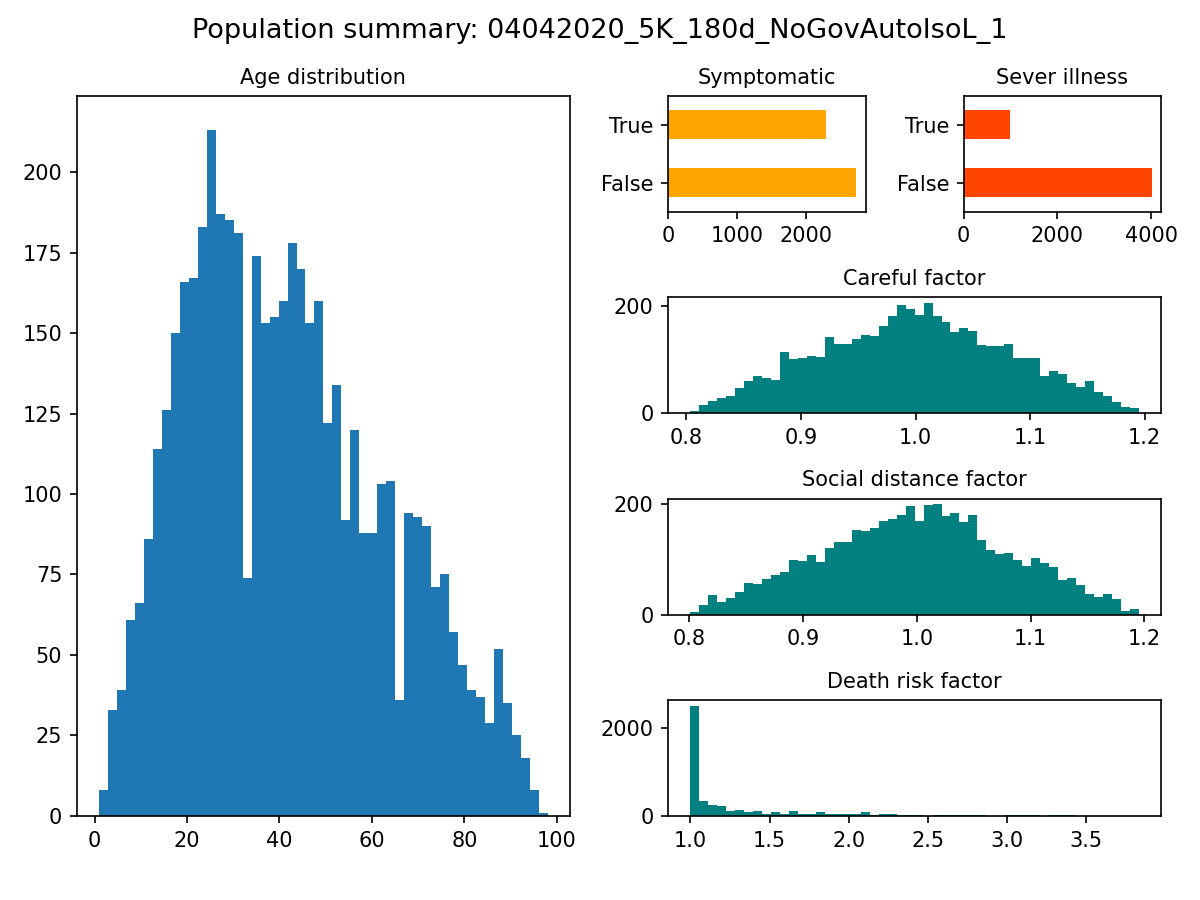 Population summary: 04042020_5K_180d_NoGovAutoIsoL_1
Age distribution
200
175
150
125
100
75
50
25
0
0 20 40 60 80 100
Symptomatic
True
False
0 1000 2000
Sever illness
True
False
0 2000 4000
Careful factor
200
0
0.8 0.9 1.0 1.1 1.2
Social distance factor
200
0
0.8 0.9 1.0 1.1 1.2
Death risk factor
2000
0
1.0 1.5 2.0 2.5 3.0 3.5